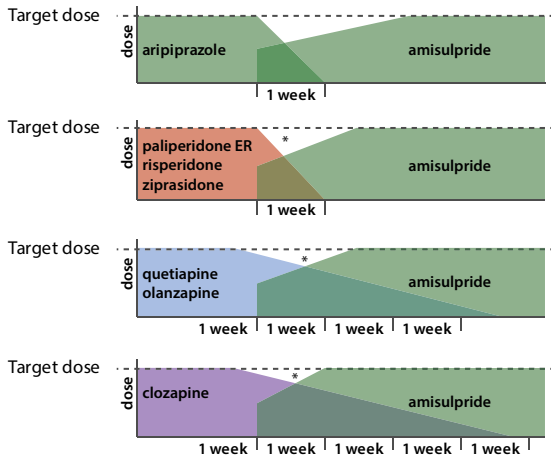 Target dose
dose
aripiprazole
amisulpride
1 week
Target dose
dose
*
paliperidone ER
risperidone
ziprasidone
amisulpride
1 week
Target dose
dose
*
quetiapine
olanzapine
amisulpride
1 week 1 week 1 week 1 week
Target dose
dose
*
clozapine
amisulpride
1 week 1 week 1 week 1 week 1 week